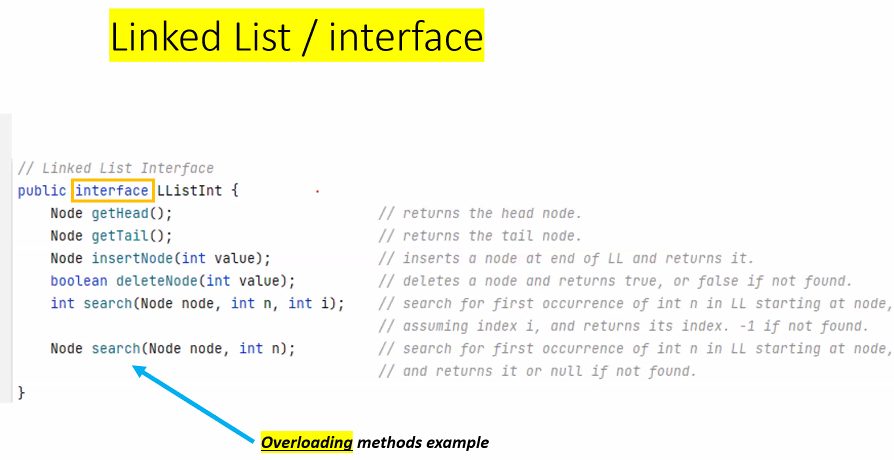 Linked List / interface
// Linked List Interface
public interface LListInt {
Node getHead(); // returns the head node.
Node getTail(); // returns the tail node.
Node insertNode(int value); // inserts a node at end of LL and returns it.
boolean deleteNode(int value); // deletes a node and returns true, or false if not found.
int search(Node node, int n, int i); // search for first occurrence of int n in LL starting at node,
// assuming index i, and returns its index. -1 if not found.
Node search(Node node, int n); // search for first occurrence of int n in LL starting at node,
// and returns it or null if not found.
}
Overloading methods example